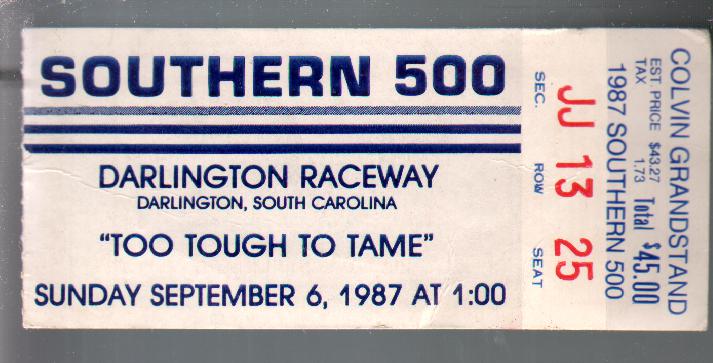 SOUTHERN 500
DARLINGTON RACEWAY
DARLINGTON, SOUTH CAROLINA
"TOO TOUGH TO TAME"
SUNDAY SEPTEMBER 6, 1987 AT 1:00
SEC. ROW SEAT
JJ 13 25
1987 SOUTHERN 500
EST. PRICE $43.27
TAX 1.73
Total $45.00
COLVIN GRANDSTAND